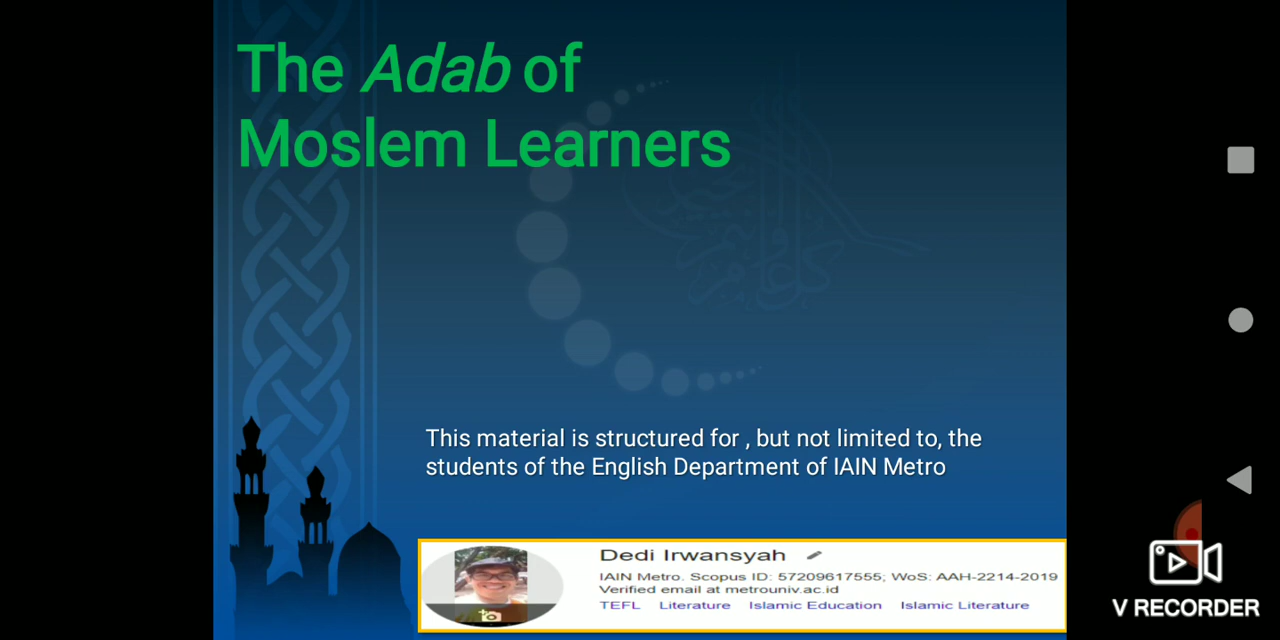 The Adab of
Moslem Learners
This material is structured for , but not limited to, the
students of the English Department of IAIN Metro
Dedi Irwansyah
IAIN Metro. Scopus ID: 57209617555; WoS: AAH-2214-2019
Verified email at metrouniv.ac.id
TEFL Literature Islamic Education Islamic Literature
V RECORDER